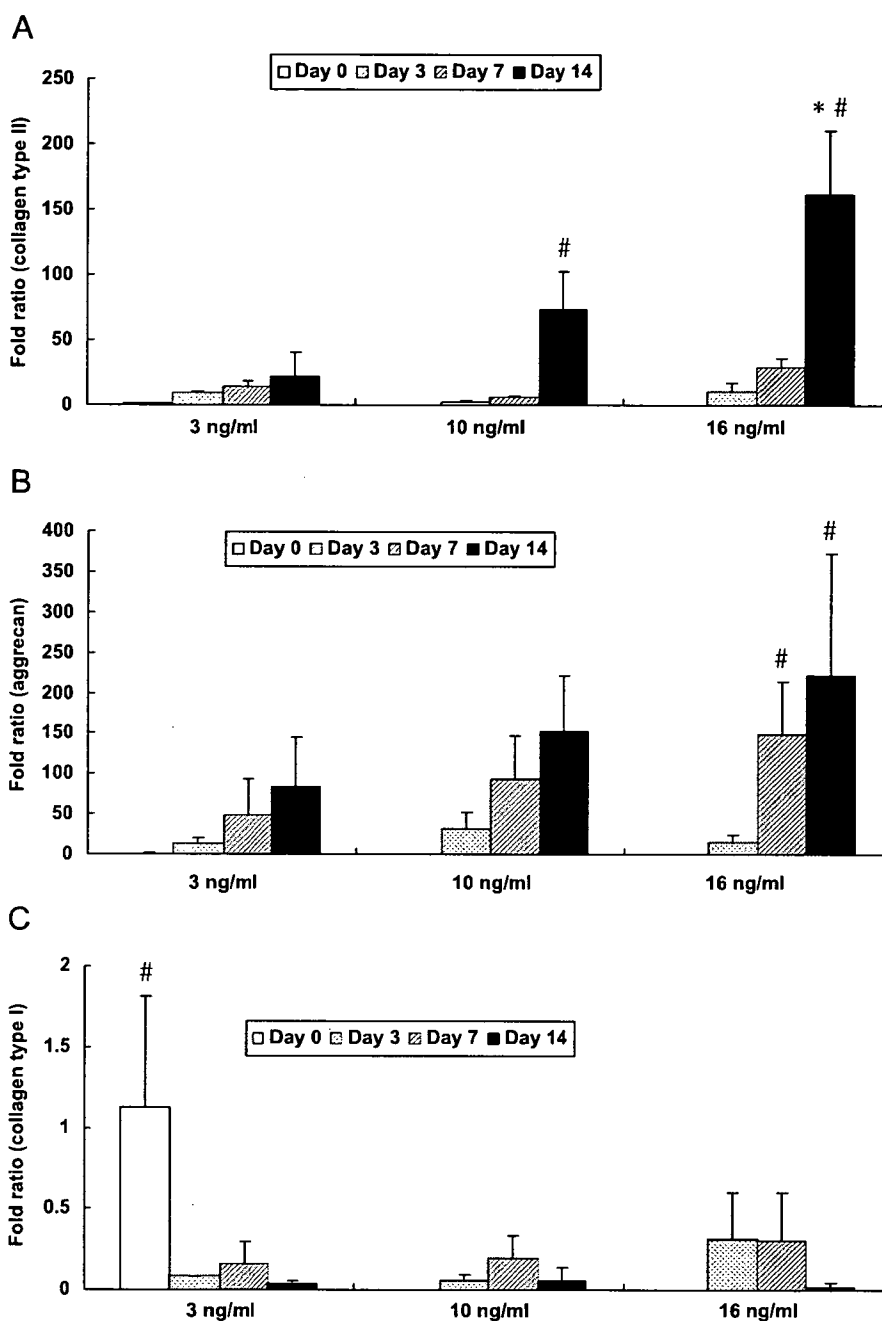 A
Day 0 Day 3 Day 7 Day 14
Fold ratio (collagen type II)
250
200
150
100
50
0
#
* #
3 ng/ml 10 ng/ml 16 ng/ml
B
Day 0 Day 3 Day 7 Day 14
Fold ratio (aggrecan)
400
350
300
250
200
150
100
50
0
#
#
3 ng/ml 10 ng/ml 16 ng/ml
C
Day 0 Day 3 Day 7 Day 14
Fold ratio (collagen type I)
2
1.5
1
0.5
0
#
3 ng/ml 10 ng/ml 16 ng/ml